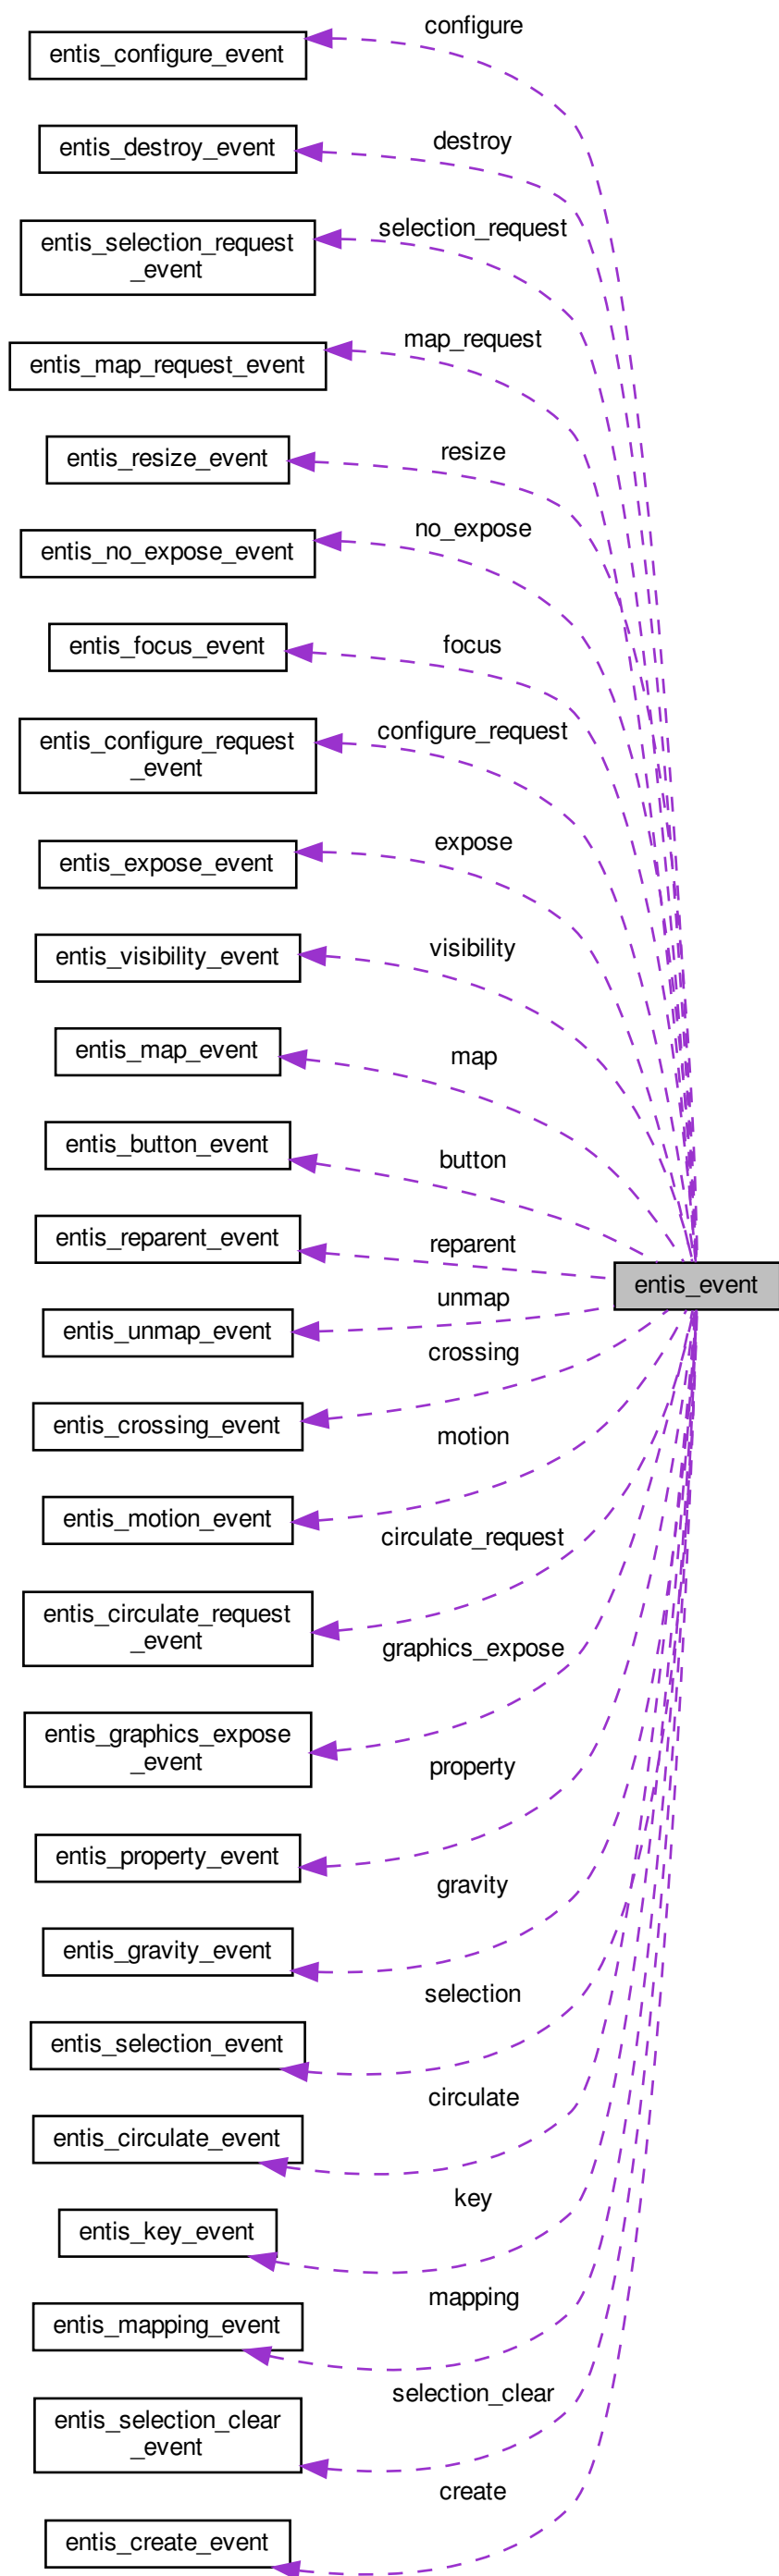 configure
entis_configure_event
destroy
entis_destroy_event
selection_request
entis_selection_request
_event
map_request
entis_map_request_event
resize
entis_resize_event
no_expose
entis_no_expose_event
focus
entis_focus_event
configure_request
entis_configure_request
_event
expose
entis_expose_event
visibility
entis_visibility_event
map
entis_map_event
button
entis_button_event
reparent
entis_reparent_event
entis_event
unmap
entis_unmap_event
crossing
entis_crossing_event
motion
entis_motion_event
circulate_request
entis_circulate_request
_event
graphics_expose
entis_graphics_expose
_event
property
entis_property_event
gravity
entis_gravity_event
selection
entis_selection_event
circulate
entis_circulate_event
key
entis_key_event
mapping
entis_mapping_event
selection_clear
entis_selection_clear
_event
create
entis_create_event